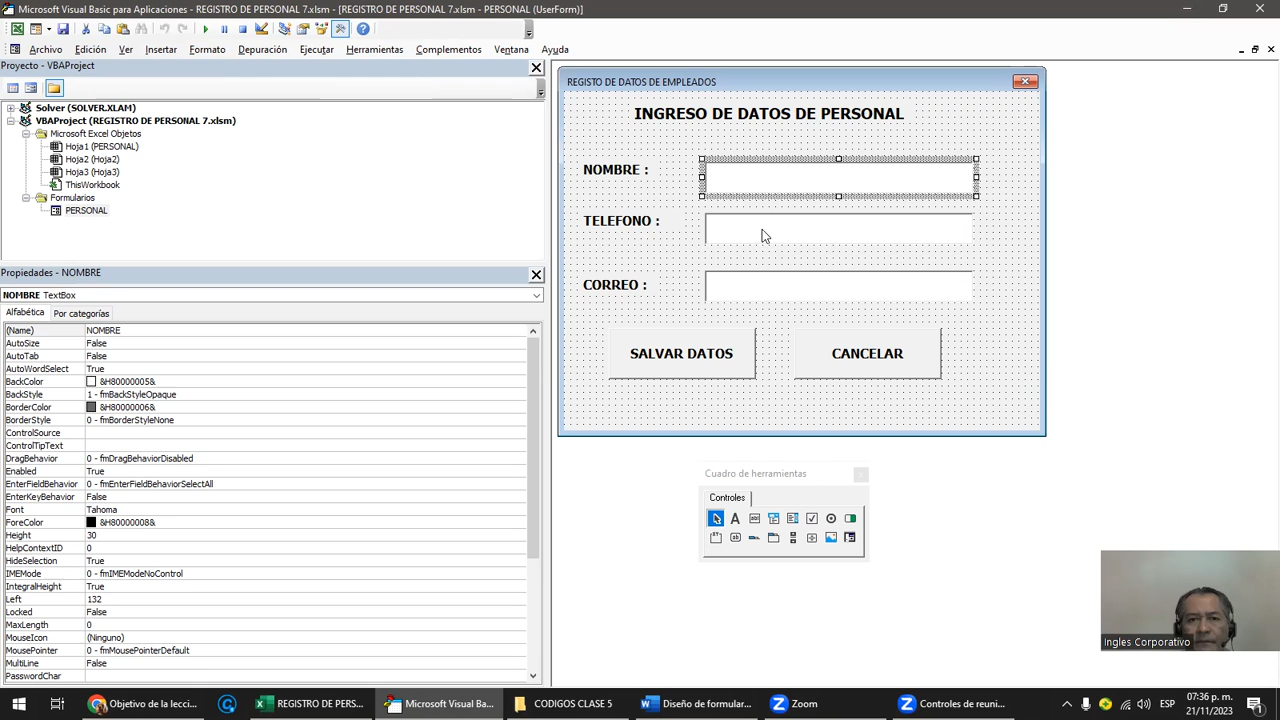 Microsoft Visual Basic para Aplicaciones - REGISTRO DE PERSONAL 7.xlsm - [REGISTRO DE PERSONAL 7.xlsm - PERSONAL (UserForm)]
Archivo Edición Ver Insertar Formato Depuración Ejecutar Herramientas Complementos Ventana Ayuda
Proyecto - VBAProject
Solver (SOLVER.XLAM)
VBAProject (REGISTRO DE PERSONAL 7.xlsm)
Microsoft Excel Objetos
Hoja1 (PERSONAL)
Hoja2 (Hoja2)
Hoja3 (Hoja3)
ThisWorkbook
Formularios
PERSONAL
Propiedades - NOMBRE
NOMBRE TextBox
Alfabética Por categorías
(Name) NOMBRE
AutoSize False
AutoTab False
AutoWordSelect True
BackColor &H80000005&
BackStyle 1 - fmBackStyleOpaque
BorderColor &H80000006&
BorderStyle 0 - fmBorderStyleNone
ControlSource
ControlTipText
DragBehavior 0 - fmDragBehaviorDisabled
Enabled True
EnterFieldBehavior 0 - fmEnterFieldBehaviorSelectAll
EnterKeyBehavior False
Font Tahoma
ForeColor &H80000008&
Height 30
HelpContextID 0
HideSelection True
IMEMode 0 - fmIMEModeNoControl
IntegralHeight True
Left 132
Locked False
MaxLength 0
MouseIcon (Ninguno)
MousePointer 0 - fmMousePointerDefault
MultiLine False
PasswordChar
REGISTO DE DATOS DE EMPLEADOS
INGRESO DE DATOS DE PERSONAL
NOMBRE :
TELEFONO :
CORREO :
SALVAR DATOS CANCELAR
Cuadro de herramientas
Controles
Ingles Corporativo
Objetivo de la lecci...
REGISTRO DE PERS...
Microsoft Visual Ba...
CODIGOS CLASE 5
Diseño de formular...
Zoom
Controles de reuni...
ESP
07:36 p. m.
21/11/2023